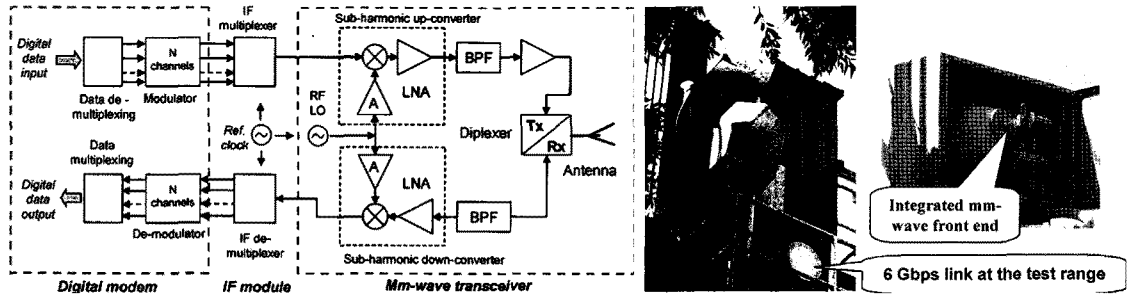 Digital
data
input
Data de-
multiplexing
N
channels
Modulator
IF
multiplexer
Sub-harmonic up-converter
LNA
A
BPF
RF
LO
Ref.
clock
Diplexer
Tx
Rx
Antenna
Data
multiplexing
Digital
data
output
N
channels
De-modulator
IF de-
multiplexer
A
LNA
BPF
Sub-harmonic down-converter
Digital modem
IF module
Mm-wave transceiver
Integrated mm-
wave front end
6 Gbps link at the test range